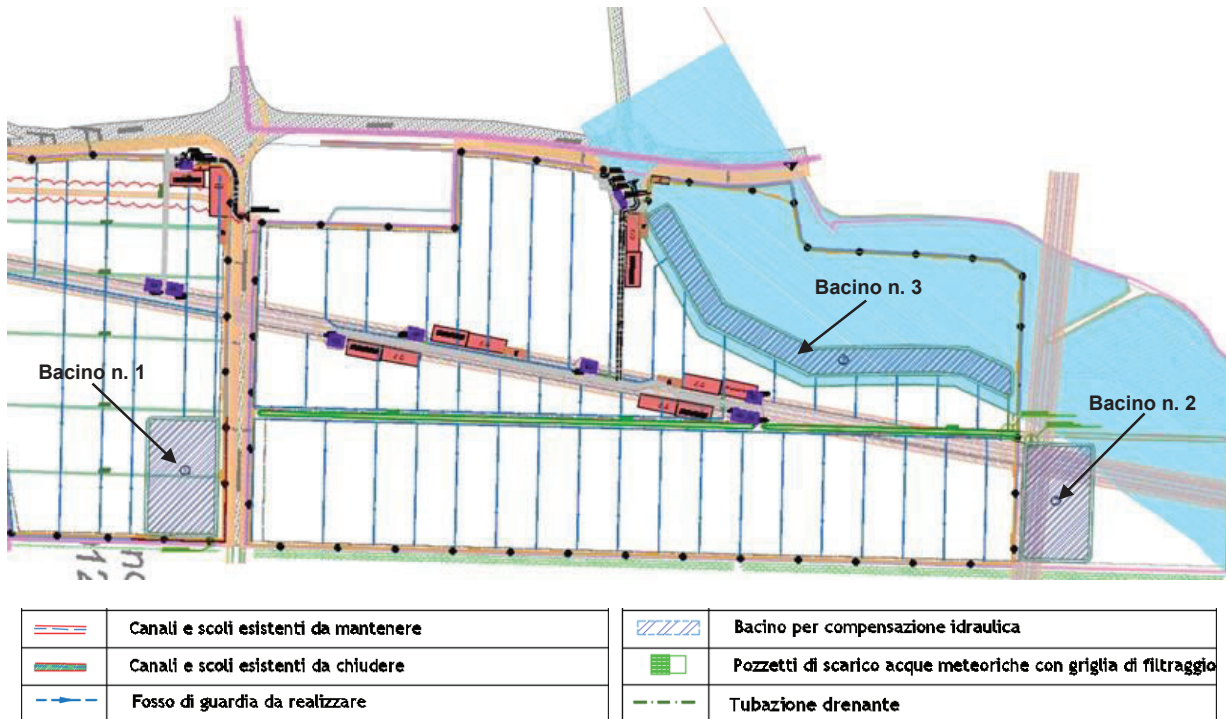 Bacino n. 3
Bacino n. 1
Bacino n. 2
Canali e scoli esistenti da mantenere
Canali e scoli esistenti da chiudere
Fosso di guardia da realizzare
Bacino per compensazione idraulica
Pozzetti di scarico acque meteoriche con griglia di filtraggio
Tubazione drenante